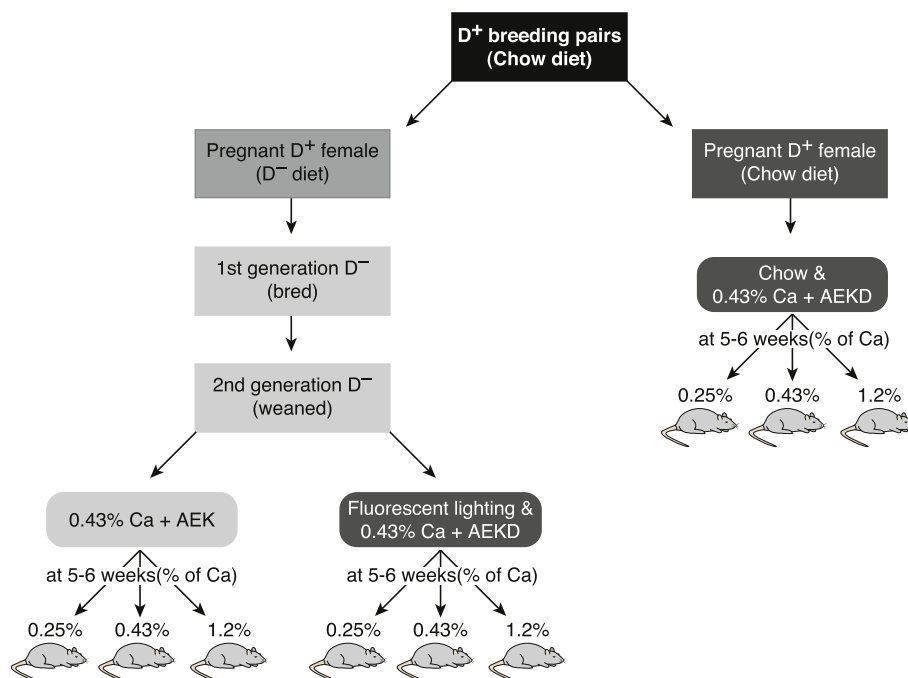 D+ breeding pairs
(Chow diet)
Pregnant D+ female
(D− diet)
Pregnant D+ female
(Chow diet)
1st generation D−
(bred)
Chow &
0.43% Ca + AEKD
at 5-6 weeks(% of Ca)
0.25% 0.43% 1.2%
2nd generation D−
(weaned)
0.43% Ca + AEK
Fluorescent lighting &
0.43% Ca + AEKD
at 5-6 weeks(% of Ca)
at 5-6 weeks(% of Ca)
0.25% 0.43% 1.2%
0.25% 0.43% 1.2%